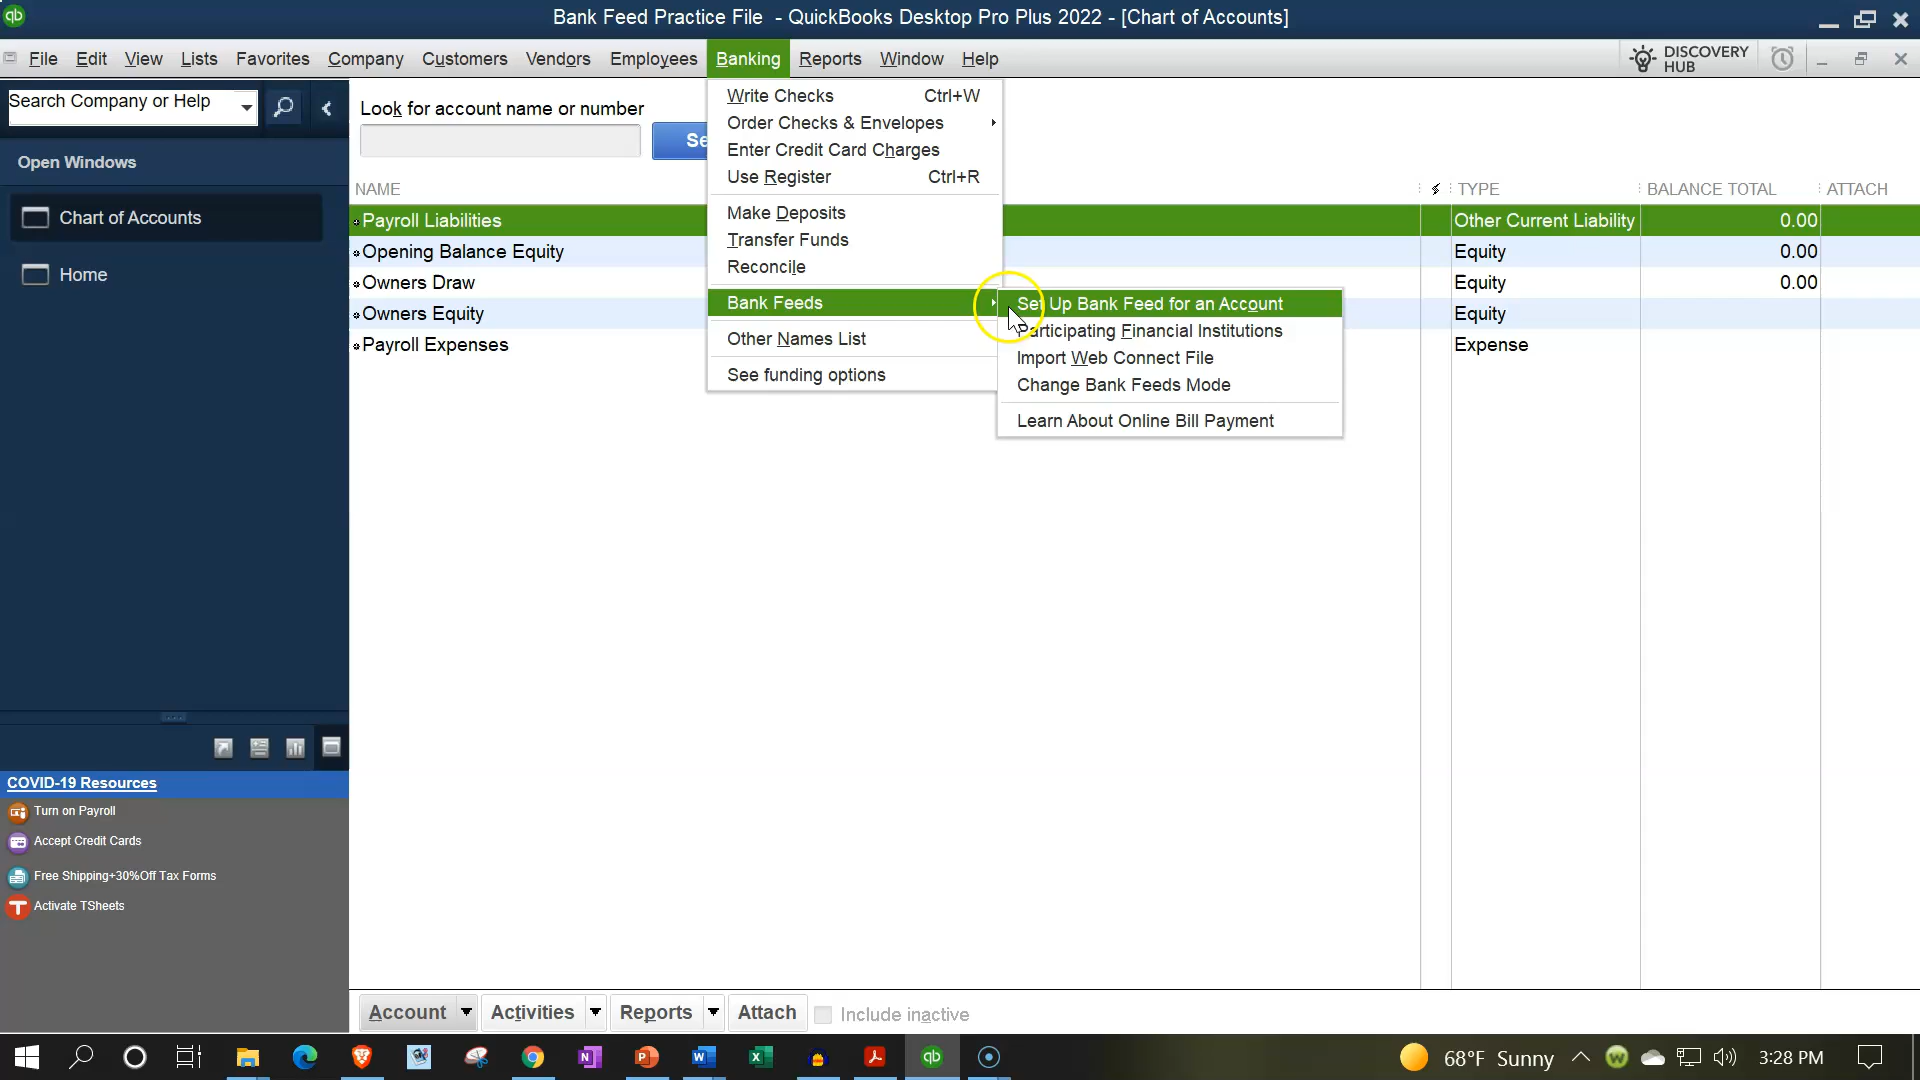 qb
Bank Feed Practice File - QuickBooks Desktop Pro Plus 2022 - [Chart of Accounts]
File Edit View Lists Favorites Company Customers Vendors Employees Banking Reports Window Help
DISCOVERY
HUB
Search Company or Help
Look for account name or number
Open Windows
Chart of Accounts
Home
NAME TYPE BALANCE TOTAL ATTACH
Payroll Liabilities Other Current Liability 0.00
Opening Balance Equity Equity 0.00
Owners Draw Equity 0.00
Owners Equity Equity
Payroll Expenses Expense
Write Checks Ctrl+W
Order Checks & Envelopes
Enter Credit Card Charges
Use Register Ctrl+R
Make Deposits
Transfer Funds
Reconcile
Bank Feeds
Other Names List
See funding options
Set Up Bank Feed for an Account
Participating Financial Institutions
Import Web Connect File
Change Bank Feeds Mode
Learn About Online Bill Payment
COVID-19 Resources
Turn on Payroll
Accept Credit Cards
Free Shipping+30%Off Tax Forms
Activate TSheets
Account Activities Reports Attach Include inactive
68°F Sunny 3:28 PM